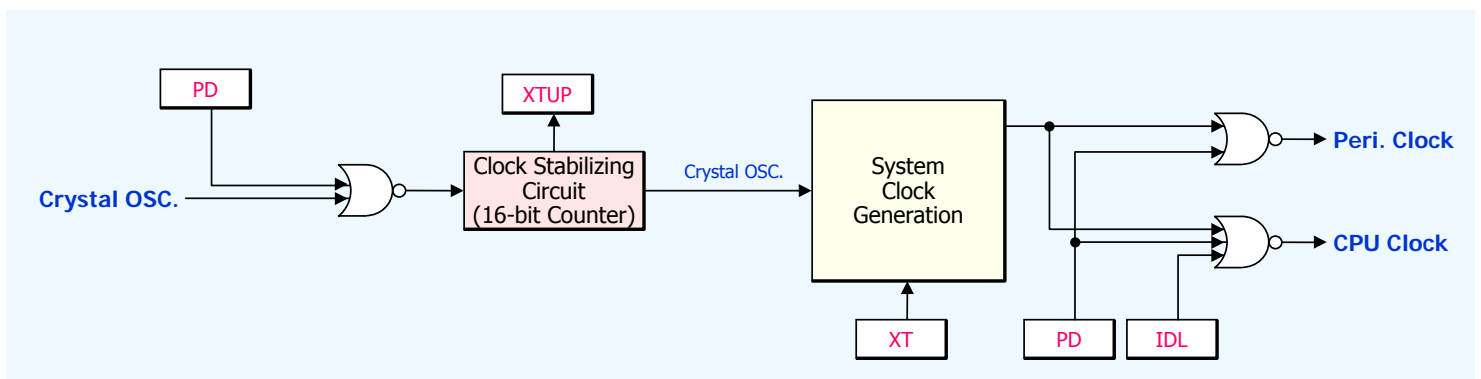 PD
XTUP
Crystal OSC.
Clock Stabilizing
Circuit
(16-bit Counter)
Crystal OSC.
System
Clock
Generation
Peri. Clock
CPU Clock
XT
PD
IDL